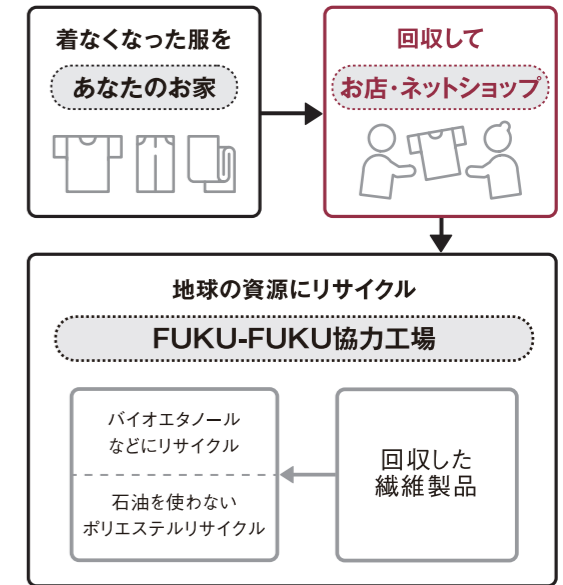 着なくなった服を
あなたのお家
回収して
お店・ネットショップ
地球の資源にリサイクル
FUKU-FUKU協力工場
バイオエタノール
などにリサイクル
石油を使わない
ポリエステルリサイクル
回収した
繊維製品